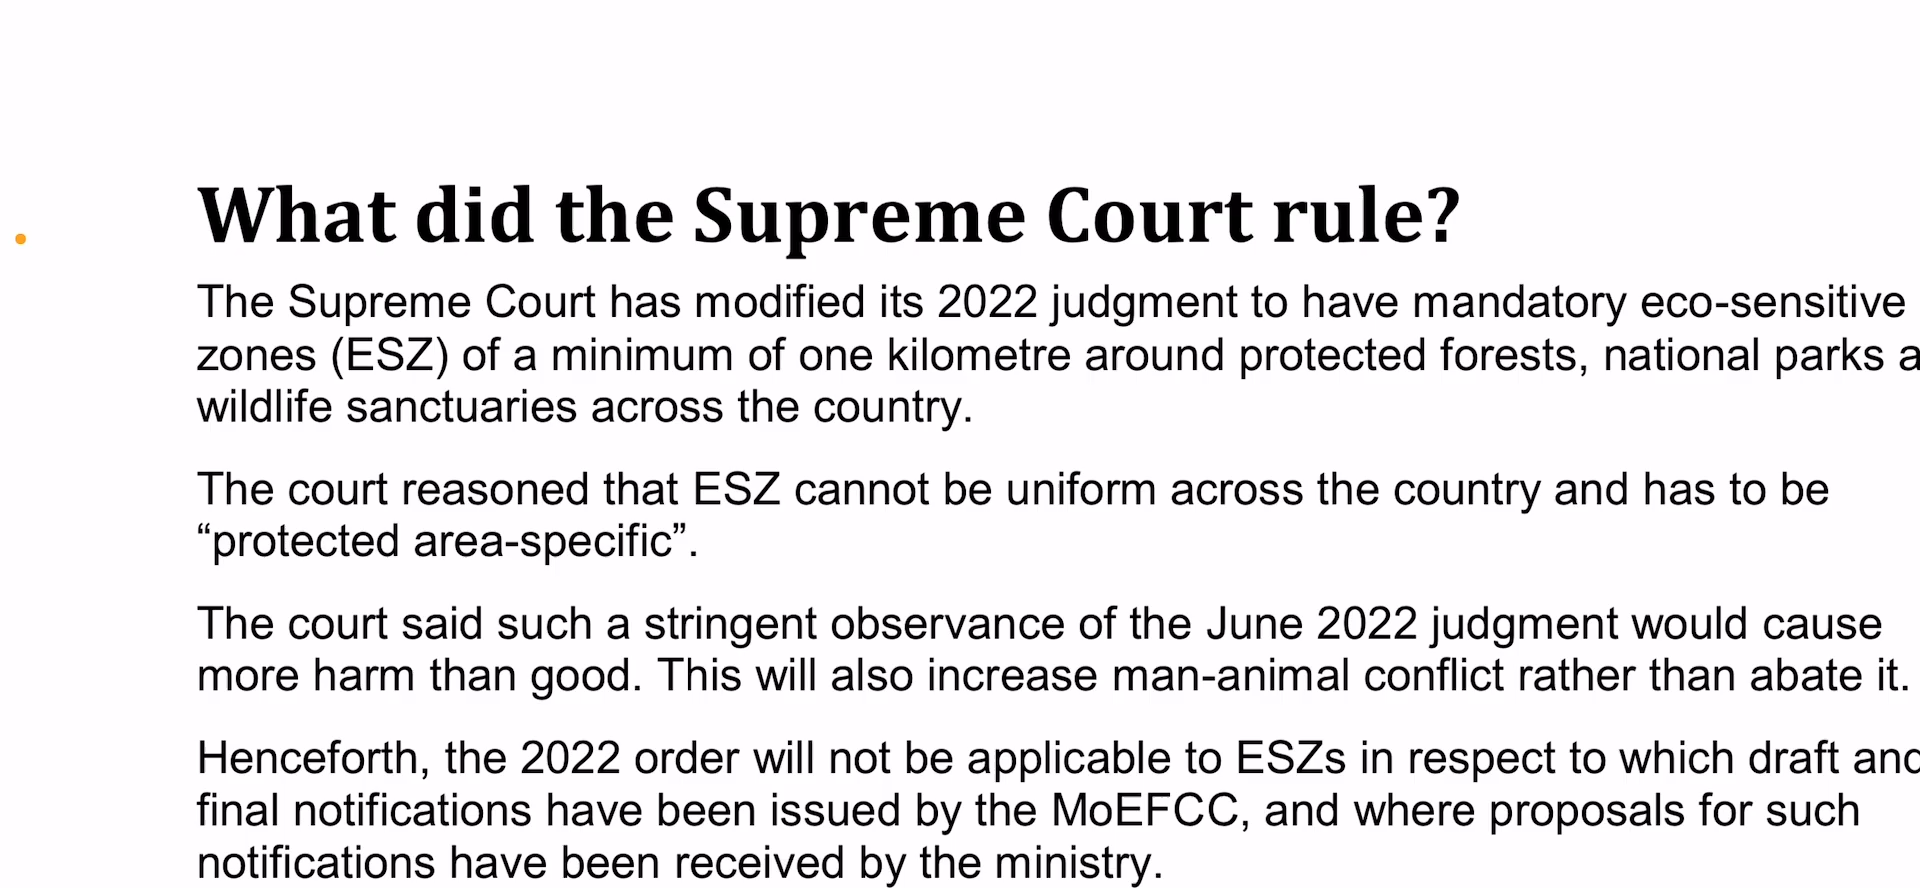 What did the Supreme Court rule?
The Supreme Court has modified its 2022 judgment to have mandatory eco-sensitive
zones (ESZ) of a minimum of one kilometre around protected forests, national parks
wildlife sanctuaries across the country.
The court reasoned that ESZ cannot be uniform across the country and has to be
“protected area-specific”.
The court said such a stringent observance of the June 2022 judgment would cause
more harm than good. This will also increase man-animal conflict rather than abate it.
Henceforth, the 2022 order will not be applicable to ESZs in respect to which draft and
final notifications have been issued by the MoEFCC, and where proposals for such
notifications have been received by the ministry.